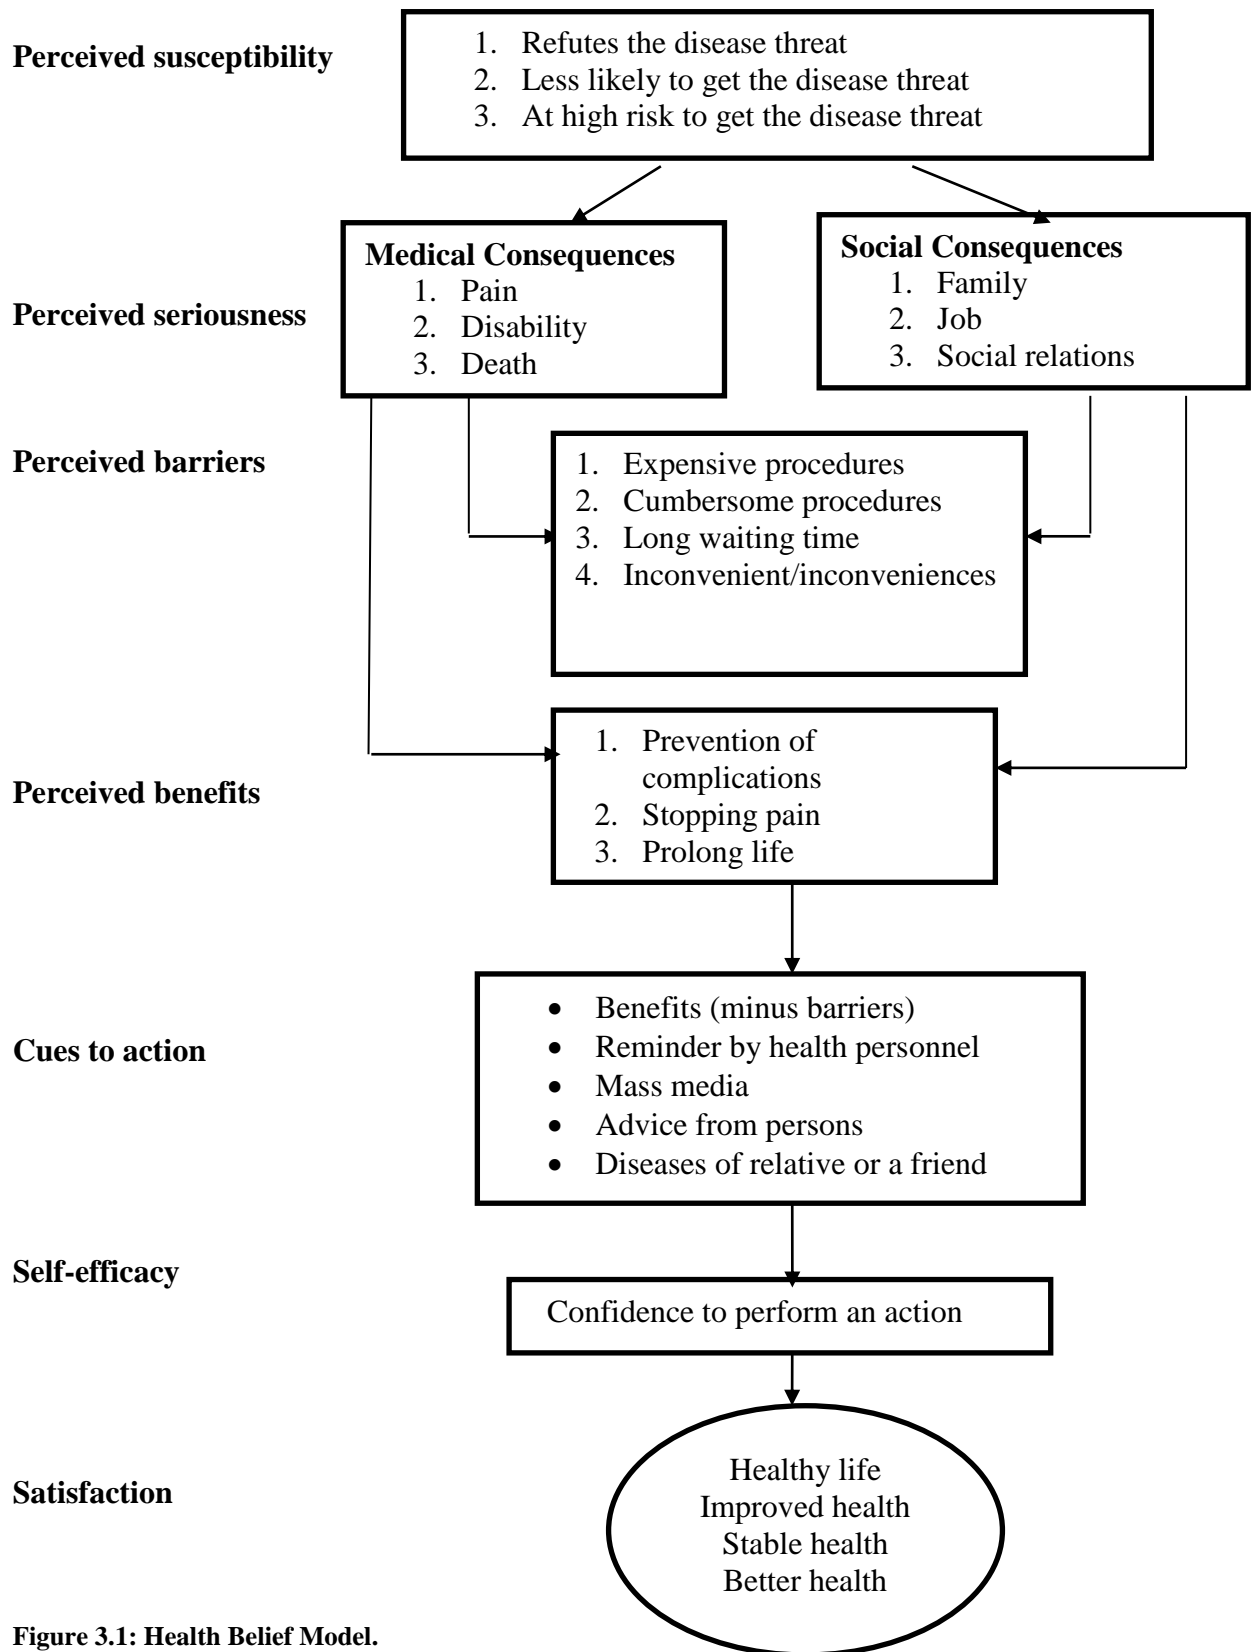 Perceived susceptibility
1. Refutes the disease threat
2. Less likely to get the disease threat
3. At high risk to get the disease threat
Perceived seriousness
Medical Consequences
1. Pain
2. Disability
3. Death
Social Consequences
1. Family
2. Job
3. Social relations
Perceived barriers
1. Expensive procedures
2. Cumbersome procedures
3. Long waiting time
4. Inconvenient/inconveniences
Perceived benefits
1. Prevention of
complications
2. Stopping pain
3. Prolong life
Cues to action
• Benefits (minus barriers)
• Reminder by health personnel
• Mass media
• Advice from persons
• Diseases of relative or a friend
Self-efficacy
Confidence to perform an action
Satisfaction
Healthy life
Improved health
Stable health
Better health
Figure 3.1: Health Belief Model.